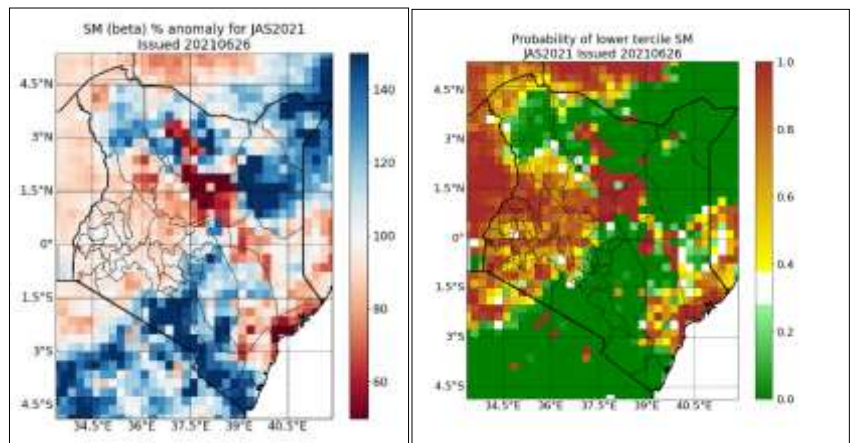 SM (beta) % anomaly for JAS2021
Issued 20210626
4.5°N
3°N
1.5°N
0°
1.5°S
3°S
4.5°S
34.5°E 36°E 37.5°E 39°E 40.5°E
140
120
100
80
60
Probability of lower tercile SM
JAS2021 Issued 20210626
4.5°N
3°N
1.5°N
0°
1.5°S
3°S
4.5°S
34.5°E 36°E 37.5°E 39°E 40.5°E
1.0
0.8
0.6
0.4
0.2
0.0